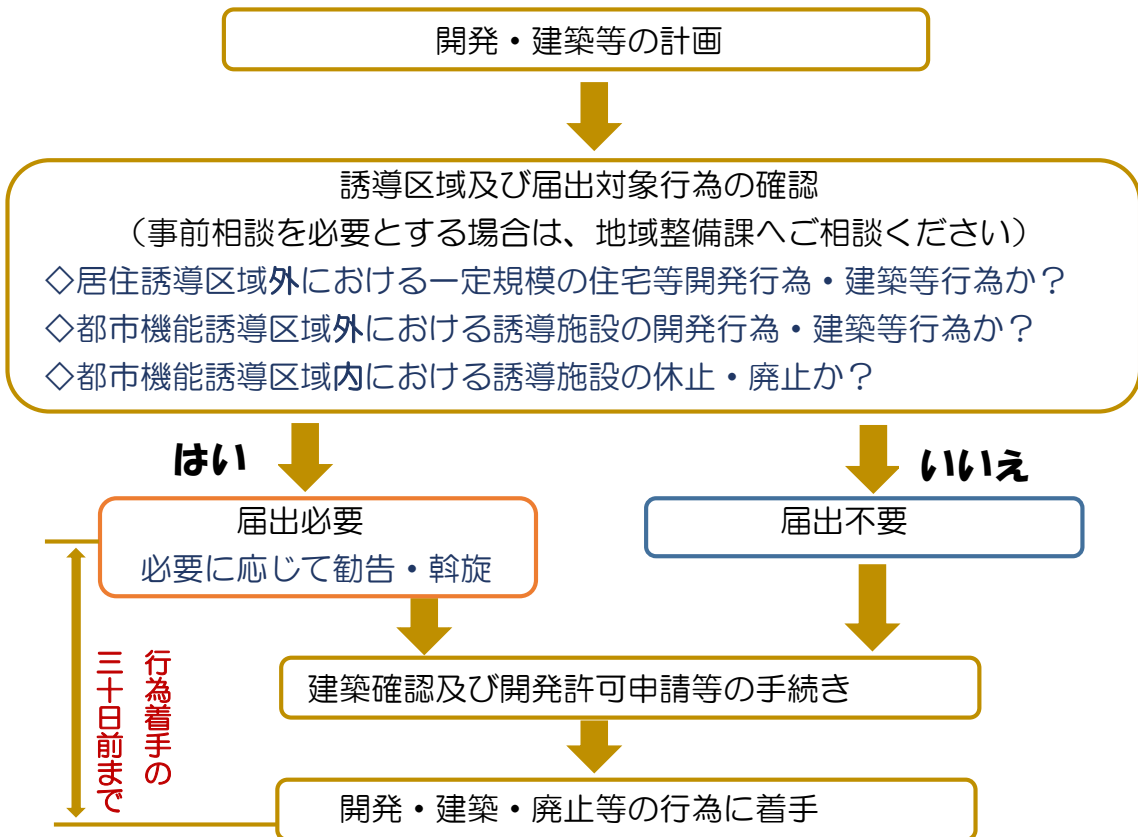 開発・建築等の計画
誘導区域及び届出対象行為の確認
（事前相談を必要とする場合は、地域整備課へご相談ください）
◇居住誘導区域外における一定規模の住宅等開発行為・建築等行為か？
◇都市機能誘導区域外における誘導施設の開発行為・建築等行為か？
◇都市機能誘導区域内における誘導施設の休止・廃止か？
はい
いいえ
届出必要
必要に応じて勧告・斡旋
届出不要
行為着手の
三十日前まで
建築確認及び開発許可申請等の手続き
開発・建築・廃止等の行為に着手